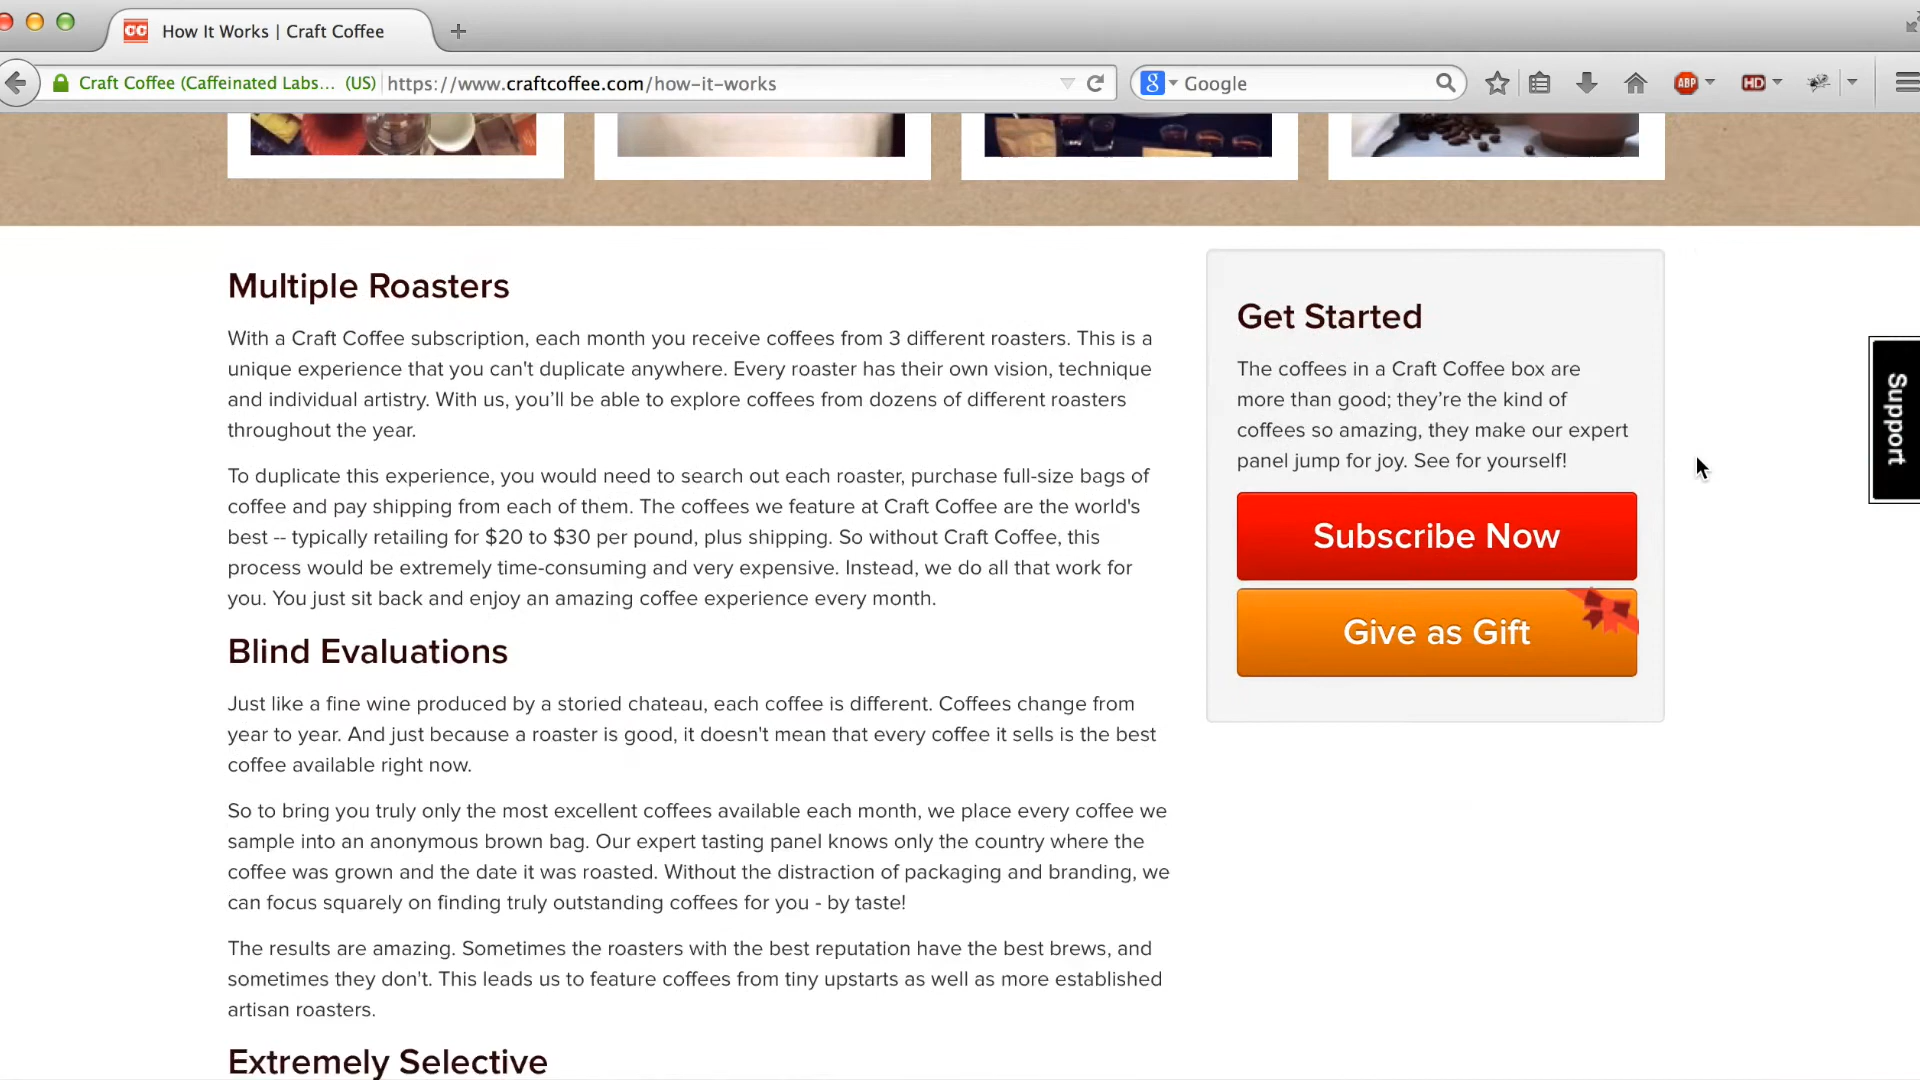 How It Works | Craft Coffee
Craft Coffee (Caffeinated Labs... (US) https://www.craftcoffee.com/how-it-works
Google
ABP
HD
Multiple Roasters
With a Craft Coffee subscription, each month you receive coffees from 3 different roasters. This is a
unique experience that you can't duplicate anywhere. Every roaster has their own vision, technique
and individual artistry. With us, you’ll be able to explore coffees from dozens of different roasters
throughout the year.
To duplicate this experience, you would need to search out each roaster, purchase full-size bags of
coffee and pay shipping from each of them. The coffees we feature at Craft Coffee are the world's
best -- typically retailing for $20 to $30 per pound, plus shipping. So without Craft Coffee, this
process would be extremely time-consuming and very expensive. Instead, we do all that work for
you. You just sit back and enjoy an amazing coffee experience every month.
Blind Evaluations
Just like a fine wine produced by a storied chateau, each coffee is different. Coffees change from
year to year. And just because a roaster is good, it doesn't mean that every coffee it sells is the best
coffee available right now.
So to bring you truly only the most excellent coffees available each month, we place every coffee we
sample into an anonymous brown bag. Our expert tasting panel knows only the country where the
coffee was grown and the date it was roasted. Without the distraction of packaging and branding, we
can focus squarely on finding truly outstanding coffees for you - by taste!
The results are amazing. Sometimes the roasters with the best reputation have the best brews, and
sometimes they don't. This leads us to feature coffees from tiny upstarts as well as more established
artisan roasters.
Extremely Selective
Get Started
The coffees in a Craft Coffee box are
more than good; they’re the kind of
coffees so amazing, they make our expert
panel jump for joy. See for yourself!
Subscribe Now
Give as Gift
Support